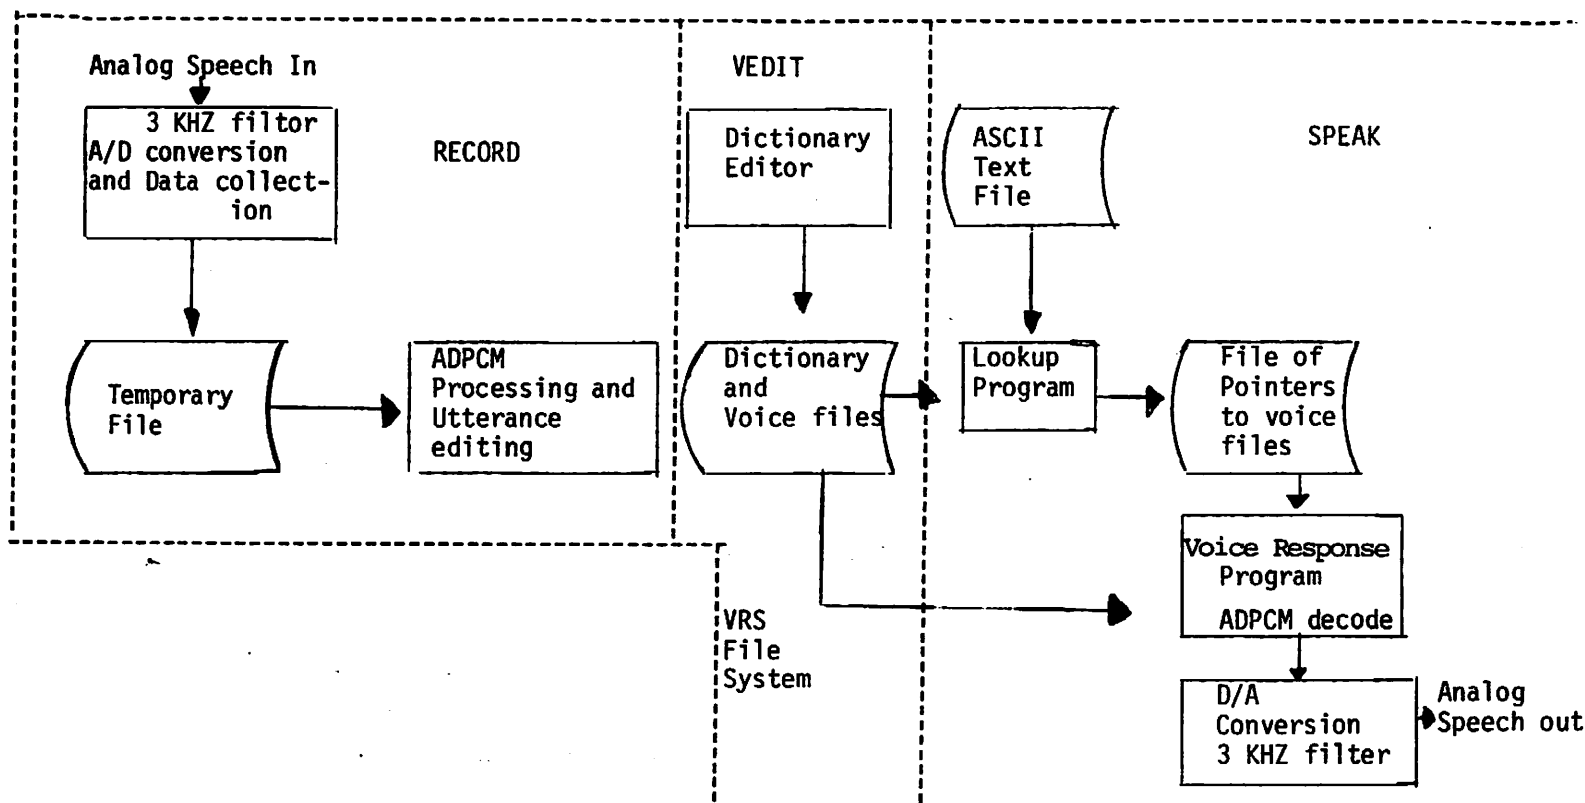 Analog Speech In
3 KHZ filtor
A/D conversion
and Data collect-
ion
RECORD
Temporary
File
ADPCM
Processing and
Utterance
editing
VEDIT
Dictionary
Editor
Dictionary
and
Voice files
VRS
File
System
SPEAK
ASCII
Text
File
Lookup
Program
File of
Pointers
to voice
files
Voice Response
Program
ADPCM decode
D/A
Conversion
3 KHZ filter
Analog
Speech out